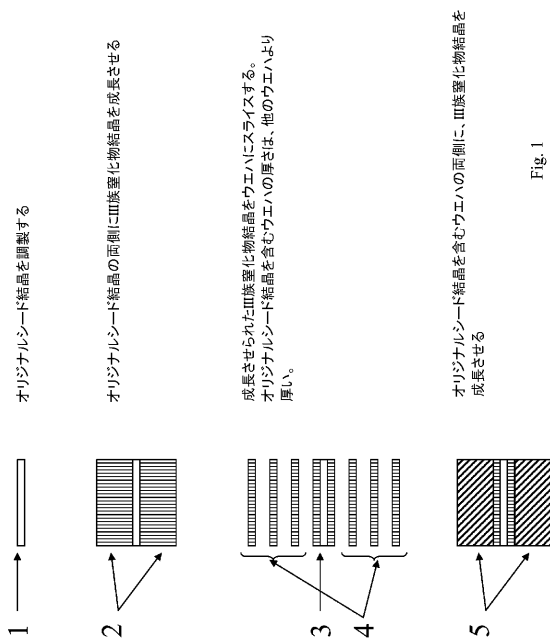 1
オリジナルシード結晶を調製する
2
オリジナルシード結晶の両側にIII族窒化物結晶を成長させる
3
4
成長させられたIII族窒化物結晶をウエハにスライスする。
オリジナルシード結晶を含むウエハの厚さは、他のウエハより
厚い。
5
オリジナルシード結晶を含むウエハの両側に、III族窒化物結晶を
成長させる
Fig. 1